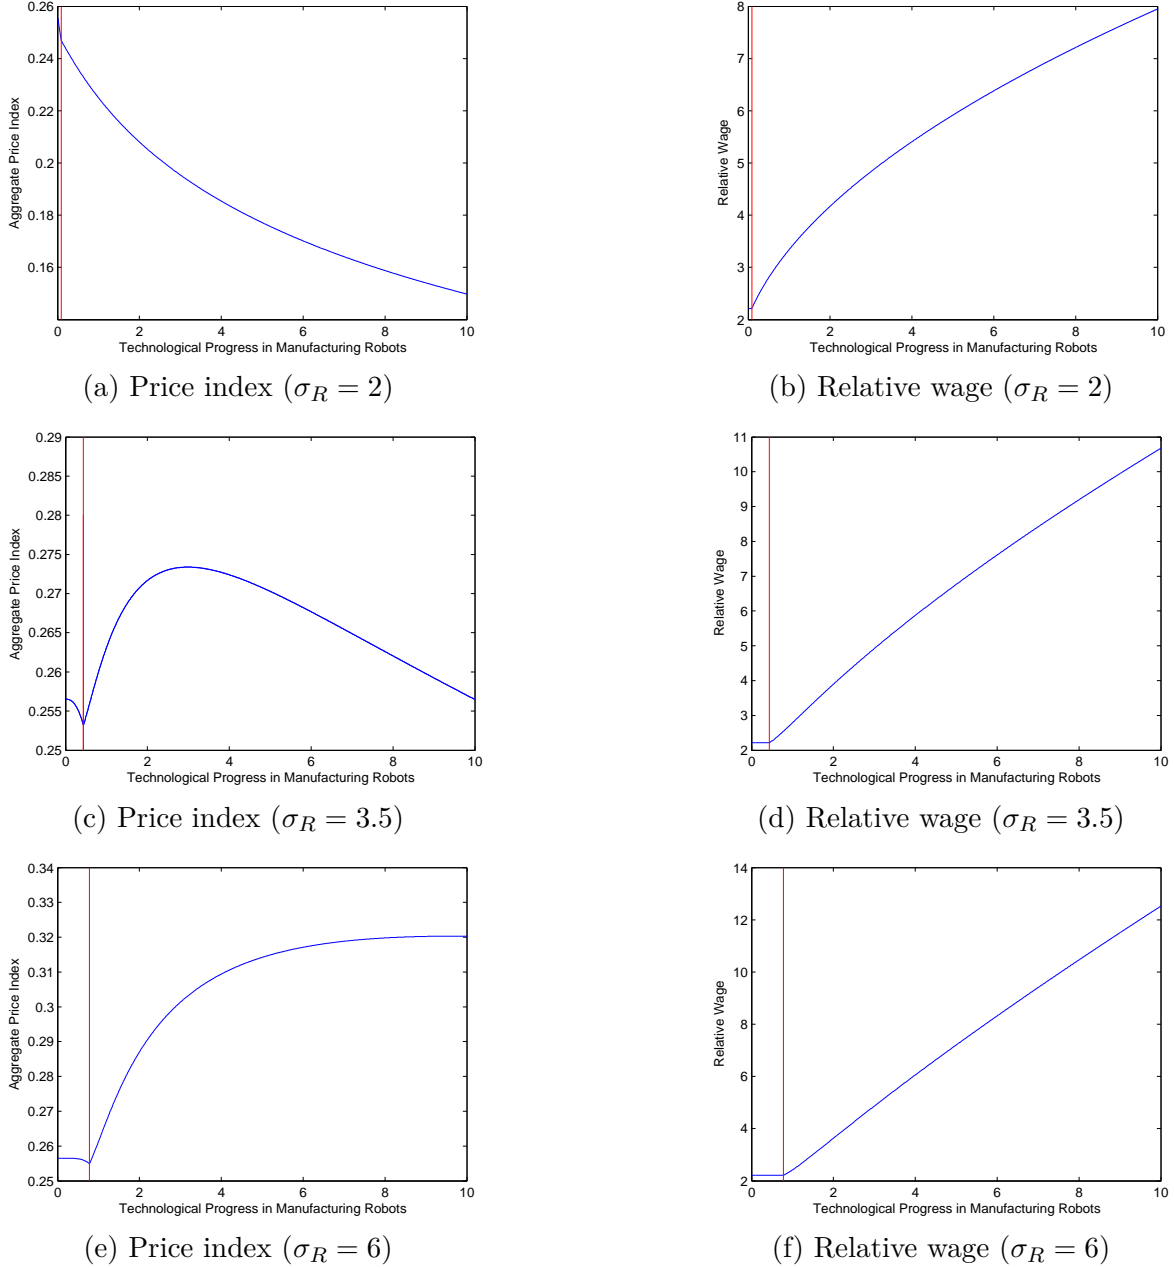 0.26
0.24
0.22
0.2
0.18
0.16
0 2 4 6 8 10
Aggregate Price Index
Technological Progress in Manufacturing Robots
(a) Price index (σ_R = 2)
8
7
6
5
4
3
2
0 2 4 6 8 10
Relative Wage
Technological Progress in Manufacturing Robots
(b) Relative wage (σ_R = 2)
0.29
0.285
0.28
0.275
0.27
0.265
0.26
0.255
0.25
0 2 4 6 8 10
Aggregate Price Index
Technological Progress in Manufacturing Robots
(c) Price index (σ_R = 3.5)
11
10
9
8
7
6
5
4
3
2
0 2 4 6 8 10
Relative Wage
Technological Progress in Manufacturing Robots
(d) Relative wage (σ_R = 3.5)
0.34
0.33
0.32
0.31
0.3
0.29
0.28
0.27
0.26
0.25
0 2 4 6 8 10
Aggregate Price Index
Technological Progress in Manufacturing Robots
(e) Price index (σ_R = 6)
14
12
10
8
6
4
2
0 2 4 6 8 10
Relative Wage
Technological Progress in Manufacturing Robots
(f) Relative wage (σ_R = 6)